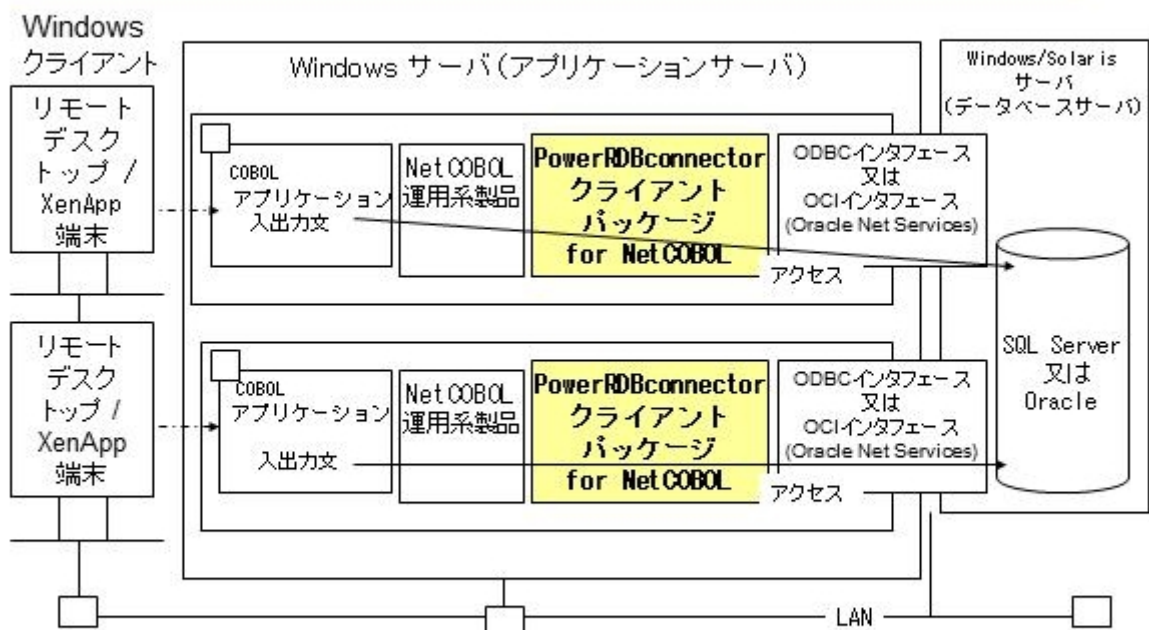 Windows
クライアント
リモート
デスク
トップ /
XenApp
端末
リモート
デスク
トップ /
XenApp
端末
Windows サーバ(アプリケーションサーバ)
COBOL
アプリケーション
入出力文
NetCOBOL
運用系製品
PowerRDBconnector
クライアント
パッケージ
for NetCOBOL
ODBCインタフェース
又は
OCIインタフェース
(Oracle Net Services)
アクセス
COBOL
アプリケーション
入出力文
NetCOBOL
運用系製品
PowerRDBconnector
クライアント
パッケージ
for NetCOBOL
ODBCインタフェース
又は
OCIインタフェース
(Oracle Net Services)
アクセス
Windows/Solaris
サーバ
(データベースサーバ)
SQL Server
又は
Oracle
LAN